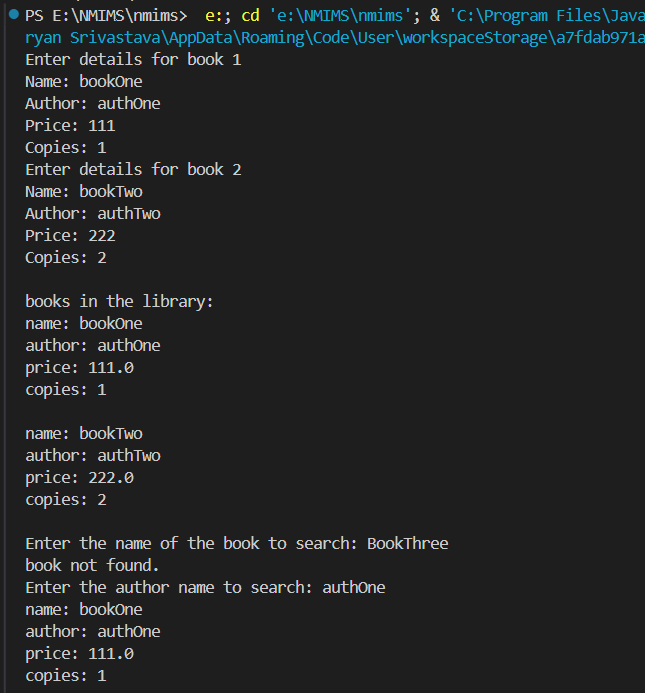 PS E:\NMIMS\nmims>  e:; cd 'e:\NMIMS\nmims'; & 'C:\Program Files\Java
ryan Srivastava\AppData\Roaming\Code\User\workspaceStorage\a7fdab971a
Enter details for book 1
Name: bookOne
Author: authOne
Price: 111
Copies: 1
Enter details for book 2
Name: bookTwo
Author: authTwo
Price: 222
Copies: 2
books in the library:
name: bookOne
author: authOne
price: 111.0
copies: 1
name: bookTwo
author: authTwo
price: 222.0
copies: 2
Enter the name of the book to search: BookThree
book not found.
Enter the author name to search: authOne
name: bookOne
author: authOne
price: 111.0
copies: 1